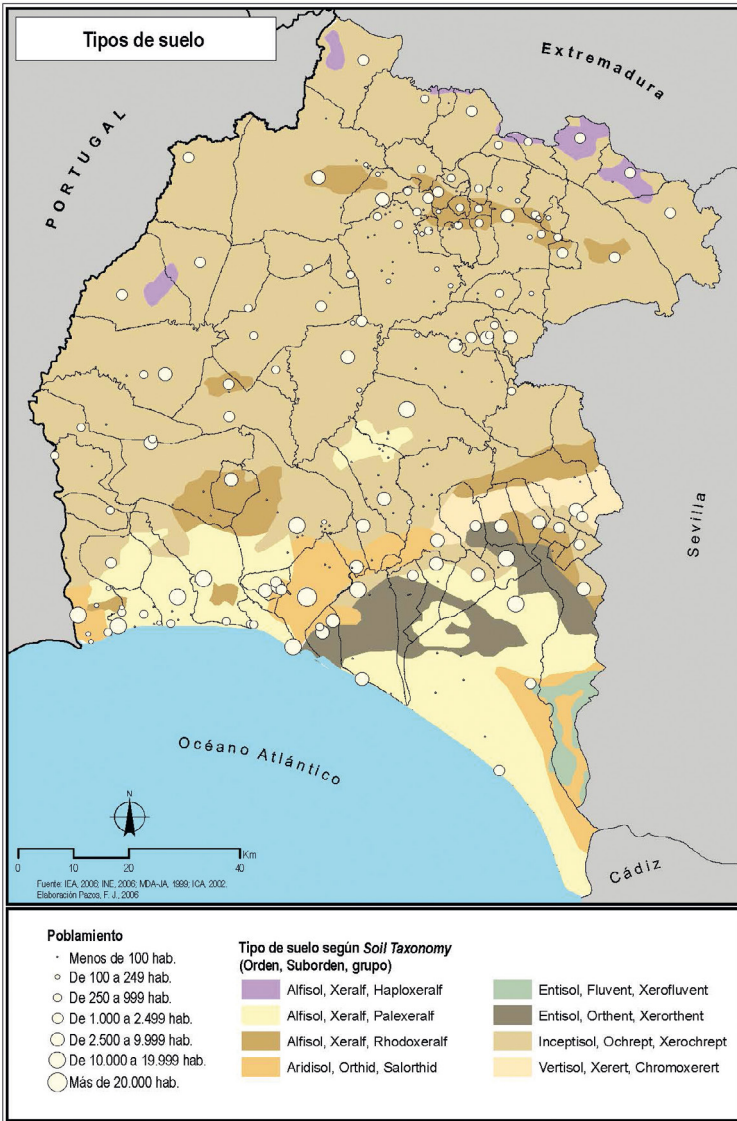 Tipos de suelo
Extremadura
PORTUGAL
Sevilla
Océano Atlántico
Cádiz
N
0 10 20 40 Km
Fuente: IEA, 2006; INE, 2006; MDA-JA, 1999; ICA, 2002.
Elaboración Pazos, F. J., 2006
Poblamiento
Menos de 100 hab.
De 100 a 249 hab.
De 250 a 999 hab.
De 1.000 a 2.499 hab.
De 2.500 a 9.999 hab.
De 10.000 a 19.999 hab.
Más de 20.000 hab.
Tipo de suelo según Soil Taxonomy
(Orden, Suborden, grupo)
Alfisol, Xeralf, Haploxeralf
Alfisol, Xeralf, Palexeralf
Alfisol, Xeralf, Rhodoxeralf
Aridisol, Orthid, Salorthid
Entisol, Fluvent, Xerofluvent
Entisol, Orthent, Xerorthent
Inceptisol, Ochrept, Xerochrept
Vertisol, Xerert, Chromoxerert